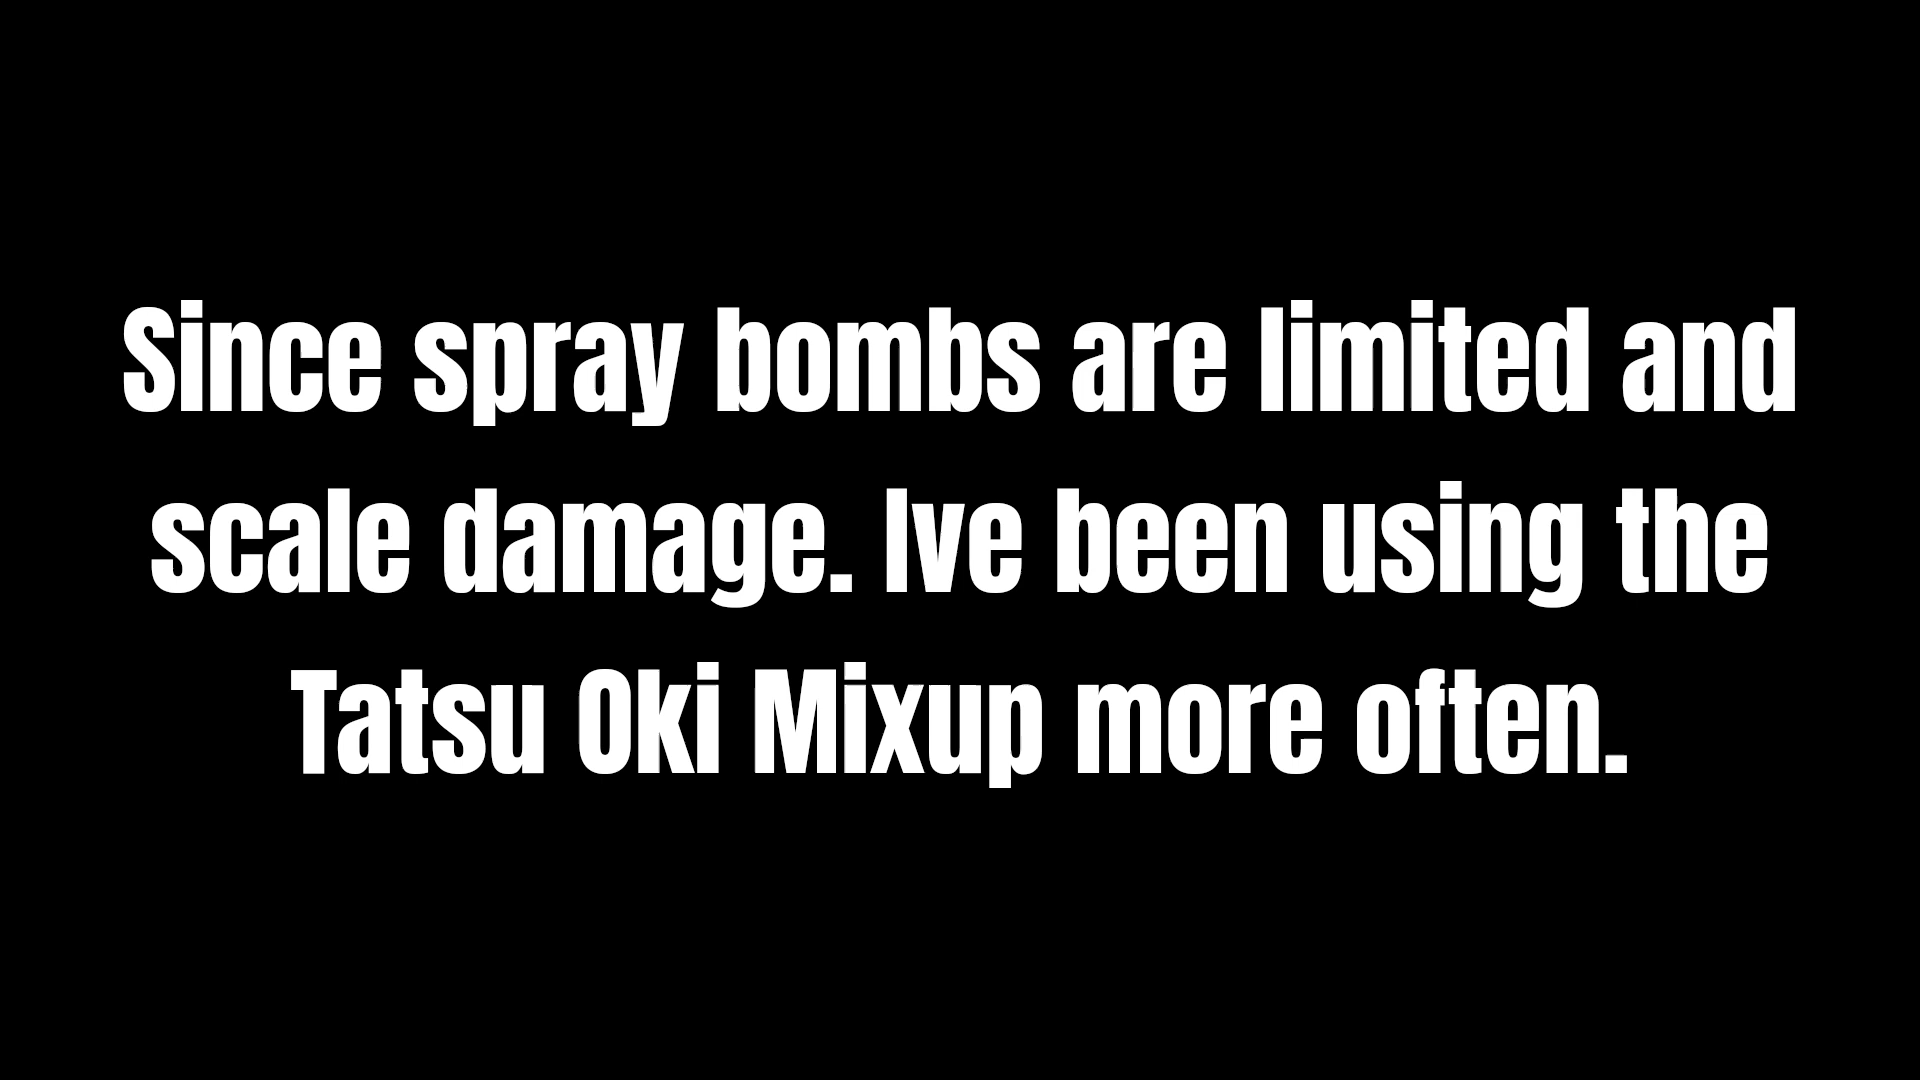 Since spray bombs are limited and
scale damage. Ive been using the
Tatsu Oki Mixup more often.